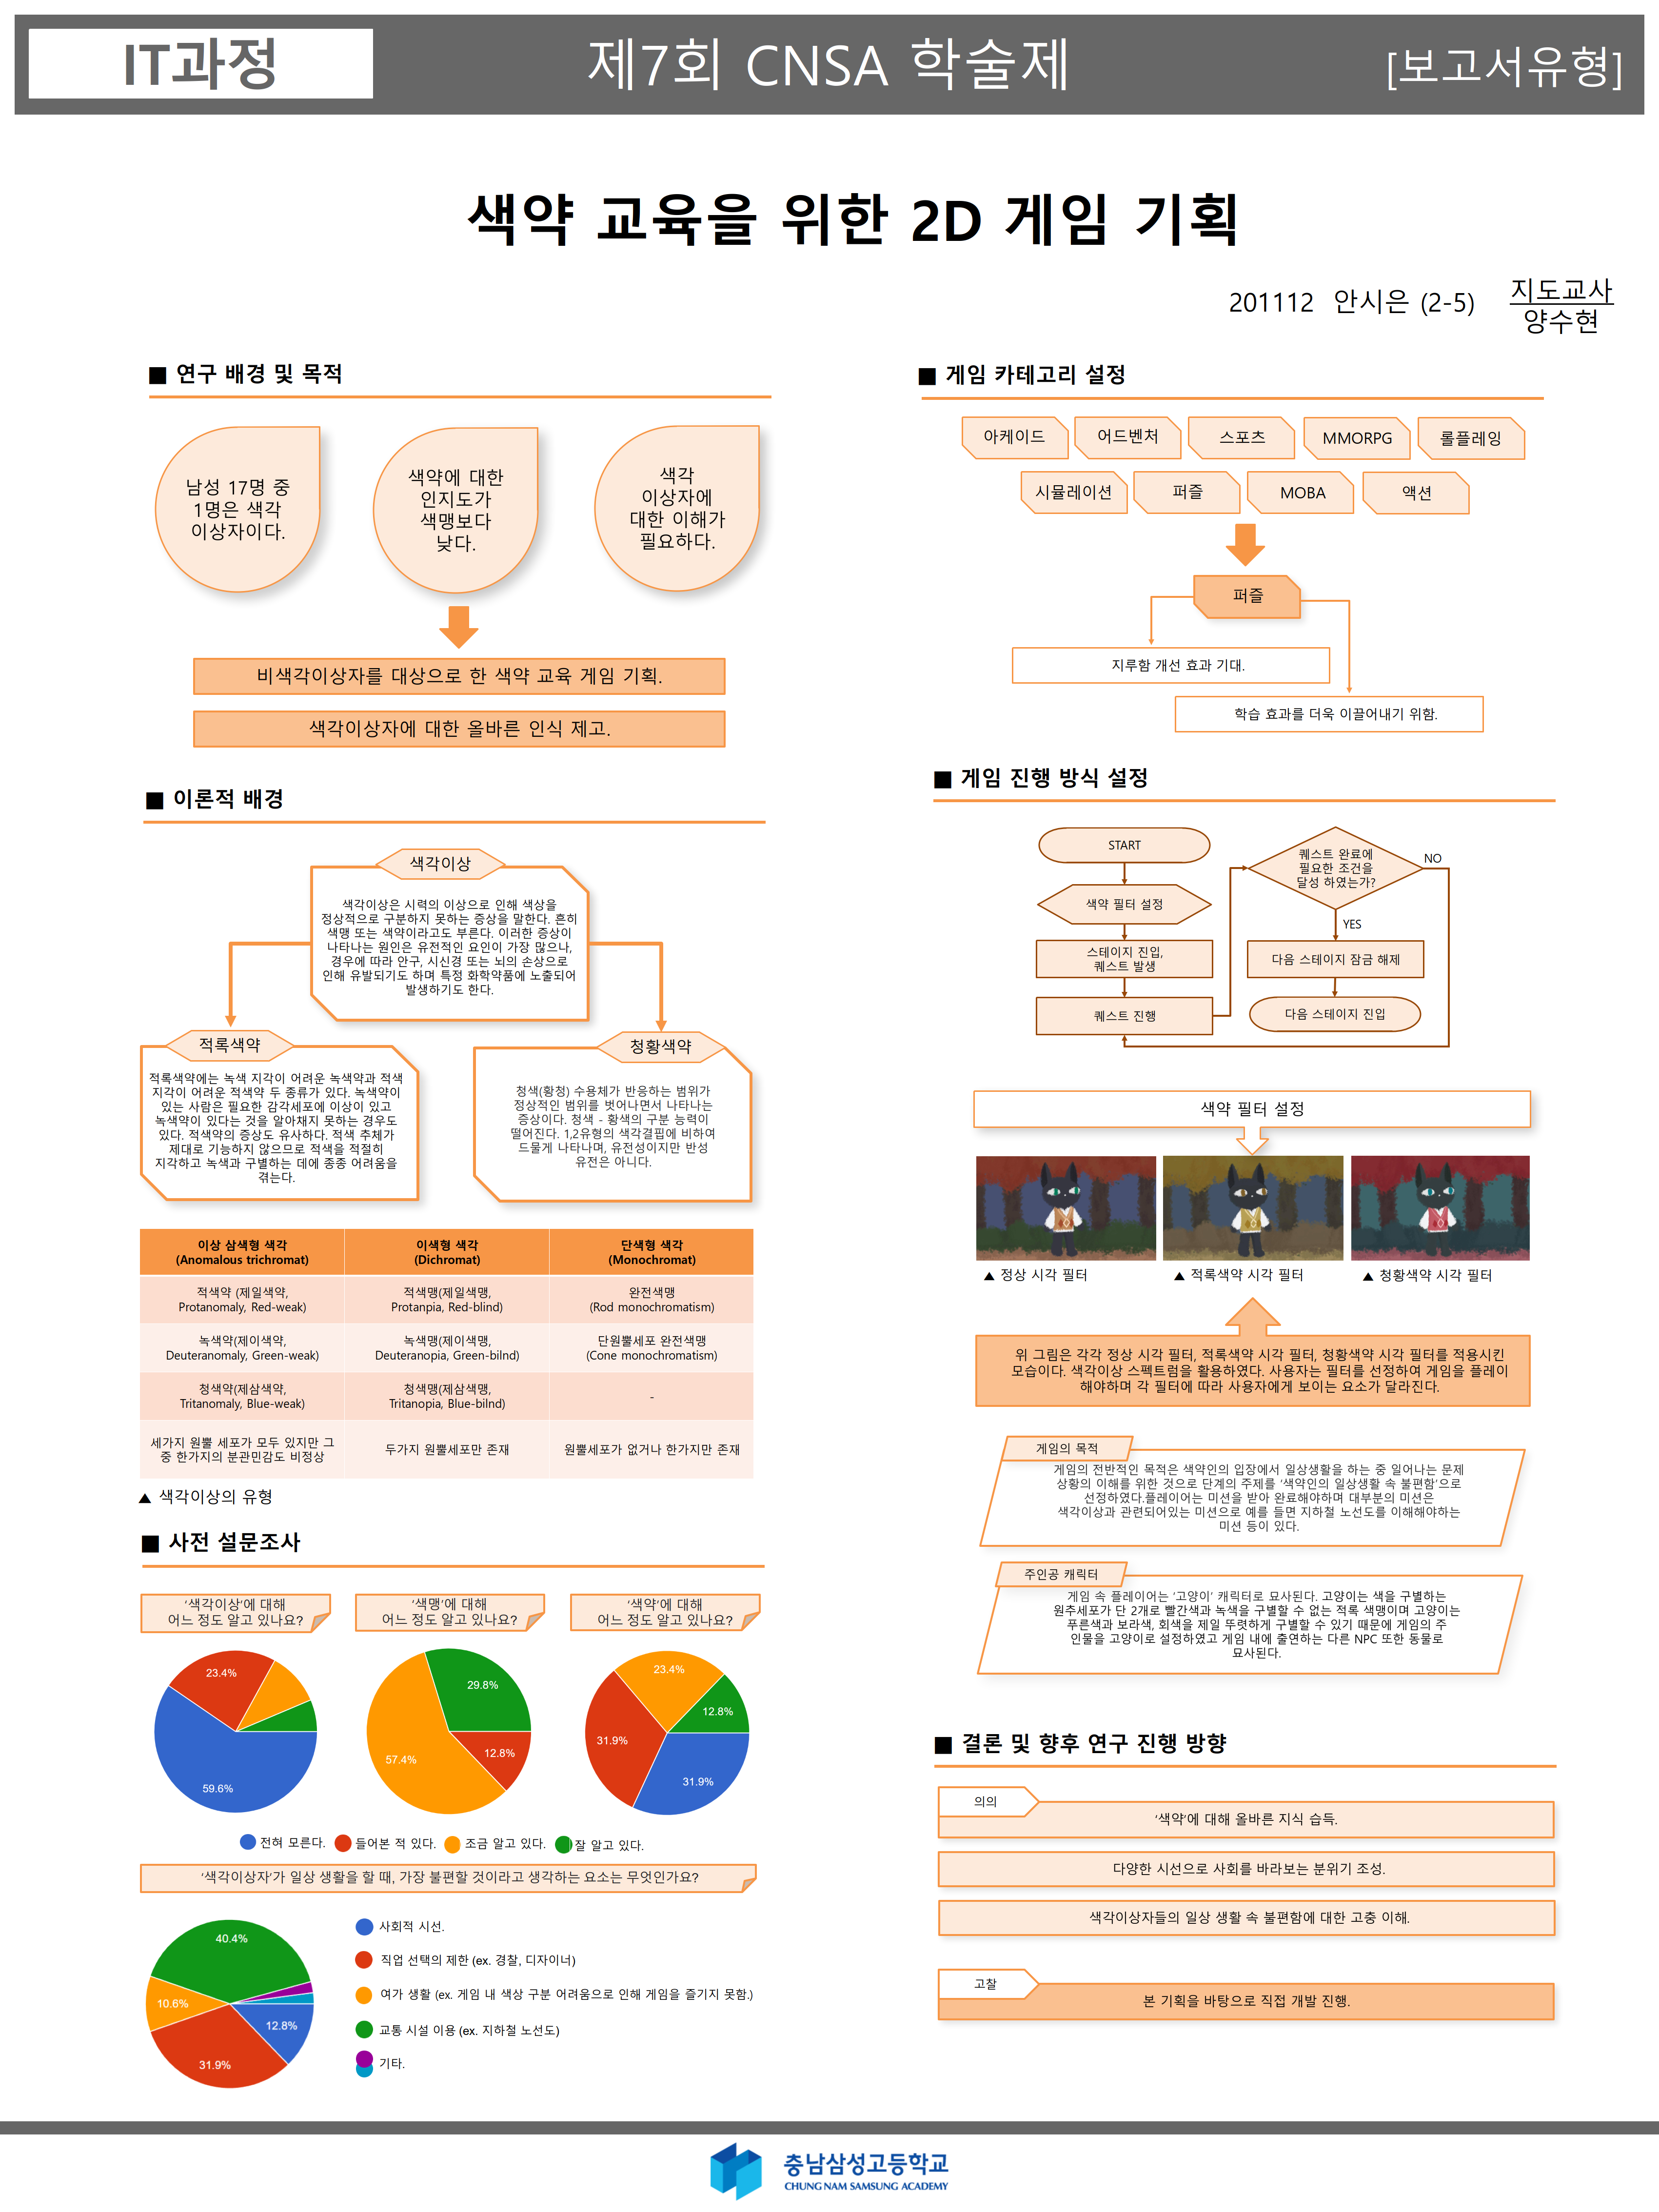 IT과정
제7회 CNSA 학술제
[보고서유형]
색약 교육을 위한 2D 게임 기획
201112 안시은 (2-5)
지도교사
양수현
■ 연구 배경 및 목적
남성 17명 중
1명은 색각
이상자이다.
색약에 대한
인지도가
색맹보다
낮다.
색각
이상자에
대한 이해가
필요하다.
비색각이상자를 대상으로 한 색약 교육 게임 기획.
색각이상자에 대한 올바른 인식 제고.
■ 이론적 배경
색각이상
색각이상은 시력의 이상으로 인해 색상을
정상적으로 구분하지 못하는 증상을 말한다. 흔히
색맹 또는 색약이라고도 부른다. 이러한 증상이
나타나는 원인은 유전적인 요인이 가장 많으나,
경우에 따라 안구, 시신경 또는 뇌의 손상으로
인해 유발되기도 하며 특정 화학약품에 노출되어
발생하기도 한다.
적록색약
적록색약에는 녹색 지각이 어려운 녹색약과 적색
지각이 어려운 적색약 두 종류가 있다. 녹색약이
있는 사람은 필요한 감각세포에 이상이 있고
녹색약이 있다는 것을 알아채지 못하는 경우도
있다. 적색약의 증상도 유사하다. 적색 추체가
제대로 기능하지 않으므로 적색을 적절히
지각하고 녹색과 구별하는 데에 종종 어려움을
겪는다.
청황색약
청색(황청) 수용체가 반응하는 범위가
정상적인 범위를 벗어나면서 나타나는
증상이다. 청색 - 황색의 구분 능력이
떨어진다. 1,2유형의 색각결핍에 비하여
드물게 나타나며, 유전성이지만 반성
유전은 아니다.
이상 삼색형 색각
(Anomalous trichromat)
이색형 색각
(Dichromat)
단색형 색각
(Monochromat)
적색약 (제일색약,
Protanomaly, Red-weak)
적색맹(제일색맹,
Protanpia, Red-blind)
완전색맹
(Rod monochromatism)
녹색약(제이색약,
Deuteranomaly, Green-weak)
녹색맹(제이색맹,
Deuteranopia, Green-bilnd)
단원뿔세포 완전색맹
(Cone monochromatism)
청색약(제삼색약,
Tritanomaly, Blue-weak)
청색맹(제삼색맹,
Tritanopia, Blue-bilnd)
-
세가지 원뿔 세포가 모두 있지만 그
중 한가지의 분관민감도 비정상
두가지 원뿔세포만 존재
원뿔세포가 없거나 한가지만 존재
▲ 색각이상의 유형
■ 사전 설문조사
‘색각이상’에 대해
어느 정도 알고 있나요?
‘색맹’에 대해
어느 정도 알고 있나요?
‘색약’에 대해
어느 정도 알고 있나요?
23.4%
59.6%
29.8%
57.4%
12.8%
23.4%
12.8%
31.9%
31.9%
전혀 모른다.
들어본 적 있다.
조금 알고 있다.
잘 알고 있다.
‘색각이상자’가 일상 생활을 할 때, 가장 불편할 것이라고 생각하는 요소는 무엇인가요?
40.4%
10.6%
12.8%
31.9%
사회적 시선.
직업 선택의 제한 (ex. 경찰, 디자이너)
여가 생활 (ex. 게임 내 색상 구분 어려움으로 인해 게임을 즐기지 못함.)
교통 시설 이용 (ex. 지하철 노선도)
기타.
■ 게임 카테고리 설정
아케이드
어드벤처
스포츠
MMORPG
롤플레잉
시뮬레이션
퍼즐
MOBA
액션
퍼즐
지루함 개선 효과 기대.
학습 효과를 더욱 이끌어내기 위함.
■ 게임 진행 방식 설정
START
색약 필터 설정
스테이지 진입,
퀘스트 발생
퀘스트 진행
퀘스트 완료에
필요한 조건을
달성 하였는가?
NO
YES
다음 스테이지 잠금 해제
다음 스테이지 진입
색약 필터 설정
▲ 정상 시각 필터
▲ 적록색약 시각 필터
▲ 청황색약 시각 필터
위 그림은 각각 정상 시각 필터, 적록색약 시각 필터, 청황색약 시각 필터를 적용시킨
모습이다. 색각이상 스펙트럼을 활용하였다. 사용자는 필터를 선정하여 게임을 플레이
해야하며 각 필터에 따라 사용자에게 보이는 요소가 달라진다.
게임의 목적
게임의 전반적인 목적은 색약인의 입장에서 일상생활을 하는 중 일어나는 문제
상황의 이해를 위한 것으로 단계의 주제를 ‘색약인의 일상생활 속 불편함’으로
선정하였다.플레이어는 미션을 받아 완료해야하며 대부분의 미션은
색각이상과 관련되어있는 미션으로 예를 들면 지하철 노선도를 이해해야하는
미션 등이 있다.
주인공 캐릭터
게임 속 플레이어는 ‘고양이’ 캐릭터로 묘사된다. 고양이는 색을 구별하는
원추세포가 단 2개로 빨간색과 녹색을 구별할 수 없는 적록 색맹이며 고양이는
푸른색과 보라색, 회색을 제일 뚜렷하게 구별할 수 있기 때문에 게임의 주
인물을 고양이로 설정하였고 게임 내에 출연하는 다른 NPC 또한 동물로
묘사된다.
■ 결론 및 향후 연구 진행 방향
의의
‘색약’에 대해 올바른 지식 습득.
다양한 시선으로 사회를 바라보는 분위기 조성.
색각이상자들의 일상 생활 속 불편함에 대한 고충 이해.
고찰
본 기획을 바탕으로 직접 개발 진행.
충남삼성고등학교
CHUNG NAM SAMSUNG ACADEMY